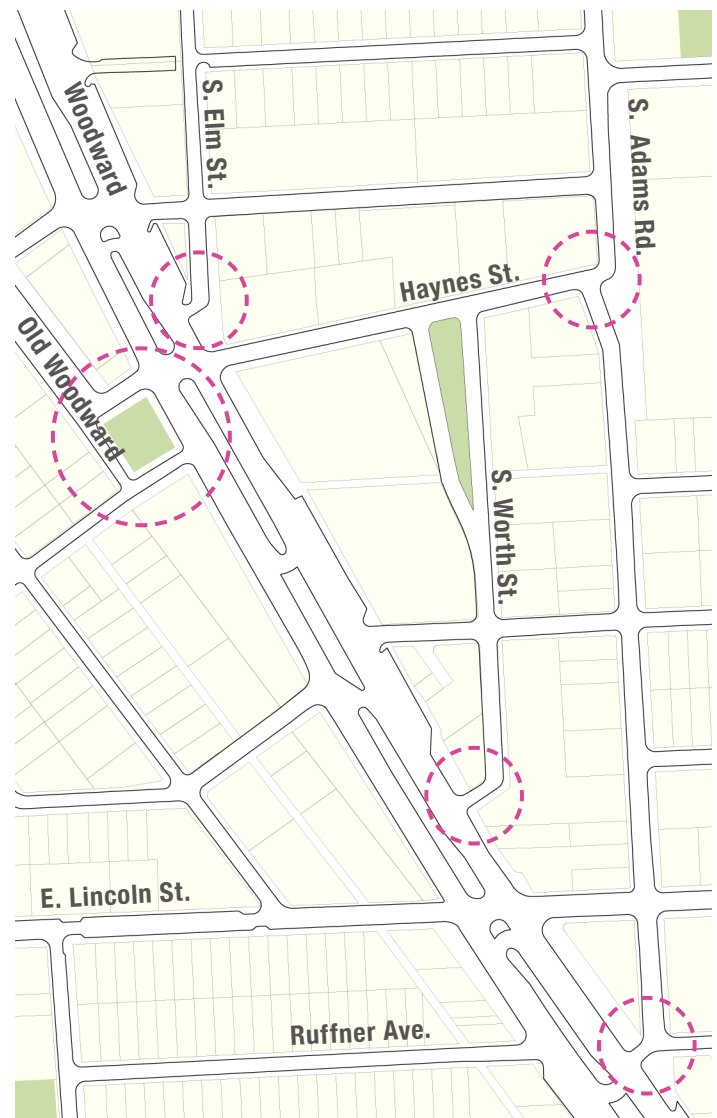 Woodward
S. Elm St.
S. Adams Rd.
Haynes St.
Old Woodward
S. Worth St.
E. Lincoln St.
Ruffner Ave.